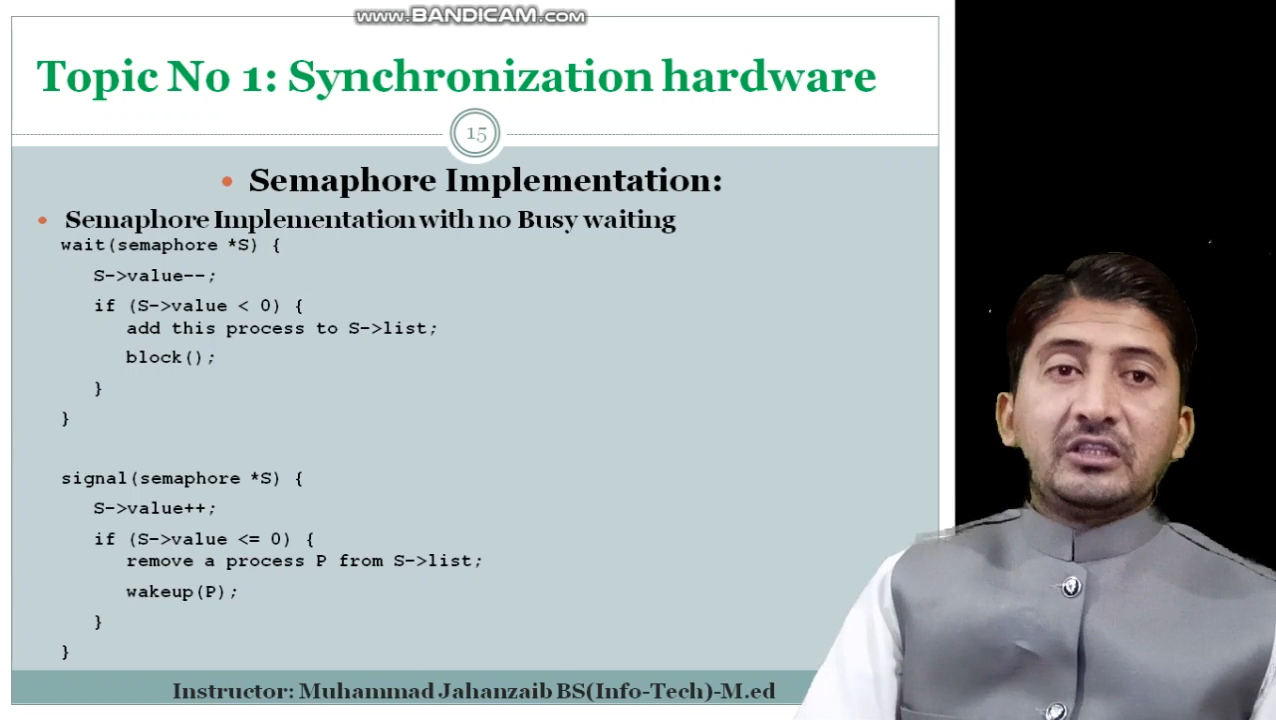 www.BANDICAM.com
Topic No 1: Synchronization hardware
15
• Semaphore Implementation:
• Semaphore Implementation with no Busy waiting
wait(semaphore *S) {
S->value--;
if (S->value < 0) {
add this process to S->list;
block();
}
}
signal(semaphore *S) {
S->value++;
if (S->value <= 0) {
remove a process P from S->list;
wakeup(P);
}
}
Instructor: Muhammad Jahanzaib BS(Info-Tech)-M.ed